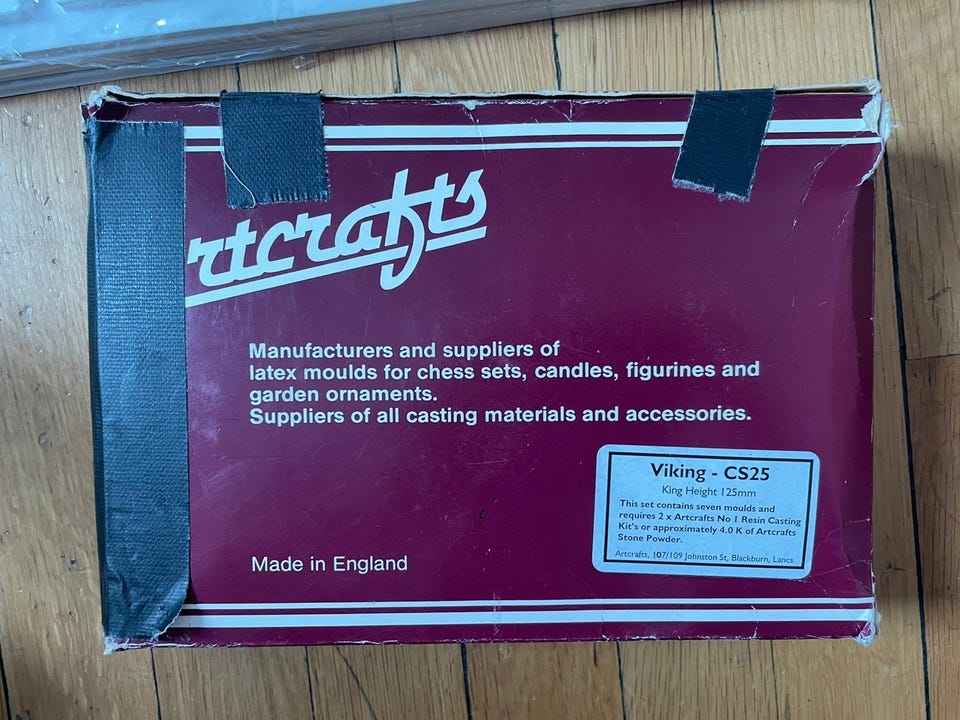 rtcrafts
Manufacturers and suppliers of
latex moulds for chess sets, candles, figurines and
garden ornaments.
Suppliers of all casting materials and accessories.
Viking - CS25
King Height 125mm
This set contains seven moulds and
requires 2 x Artcrafts No 1 Resin Casting
Kit's or approximately 4.0 K of Artcrafts
Stone Powder.
Artcrafts, 107/109 Johnston St, Blackburn, Lancs
Made in England